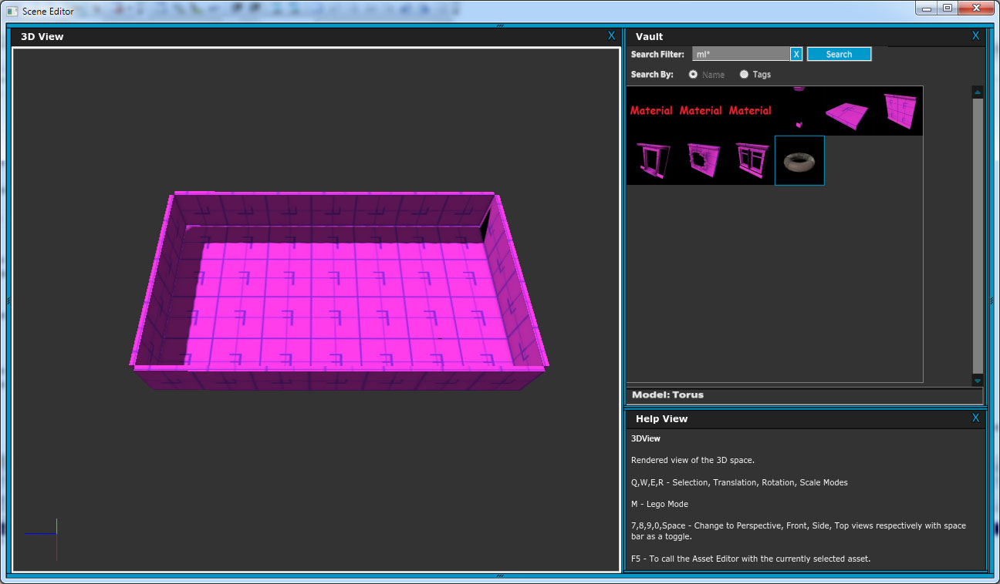 Scene Editor
3D View
X
Vault
X
Search Filter:
ml*
X
Search
Search By:
Name
Tags
Material Material Material
Model: Torus
Help View
X
3DView
Rendered view of the 3D space.
Q,W,E,R - Selection, Translation, Rotation, Scale Modes
M - Lego Mode
7,8,9,0,Space - Change to Perspective, Front, Side, Top views respectively with space
bar as a toggle.
F5 - To call the Asset Editor with the currently selected asset.